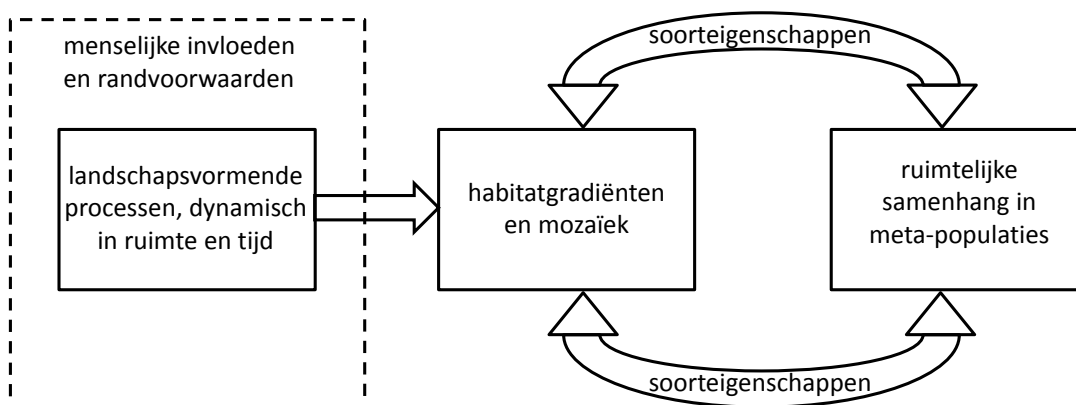 menselijke invloeden
en randvoorwaarden
landschapsvormende
processen, dynamisch
in ruimte en tijd
soorteigenschappen
habitatgradiënten
en mozaïek
ruimtelijke
samenhang in
meta-populaties
soorteigenschappen